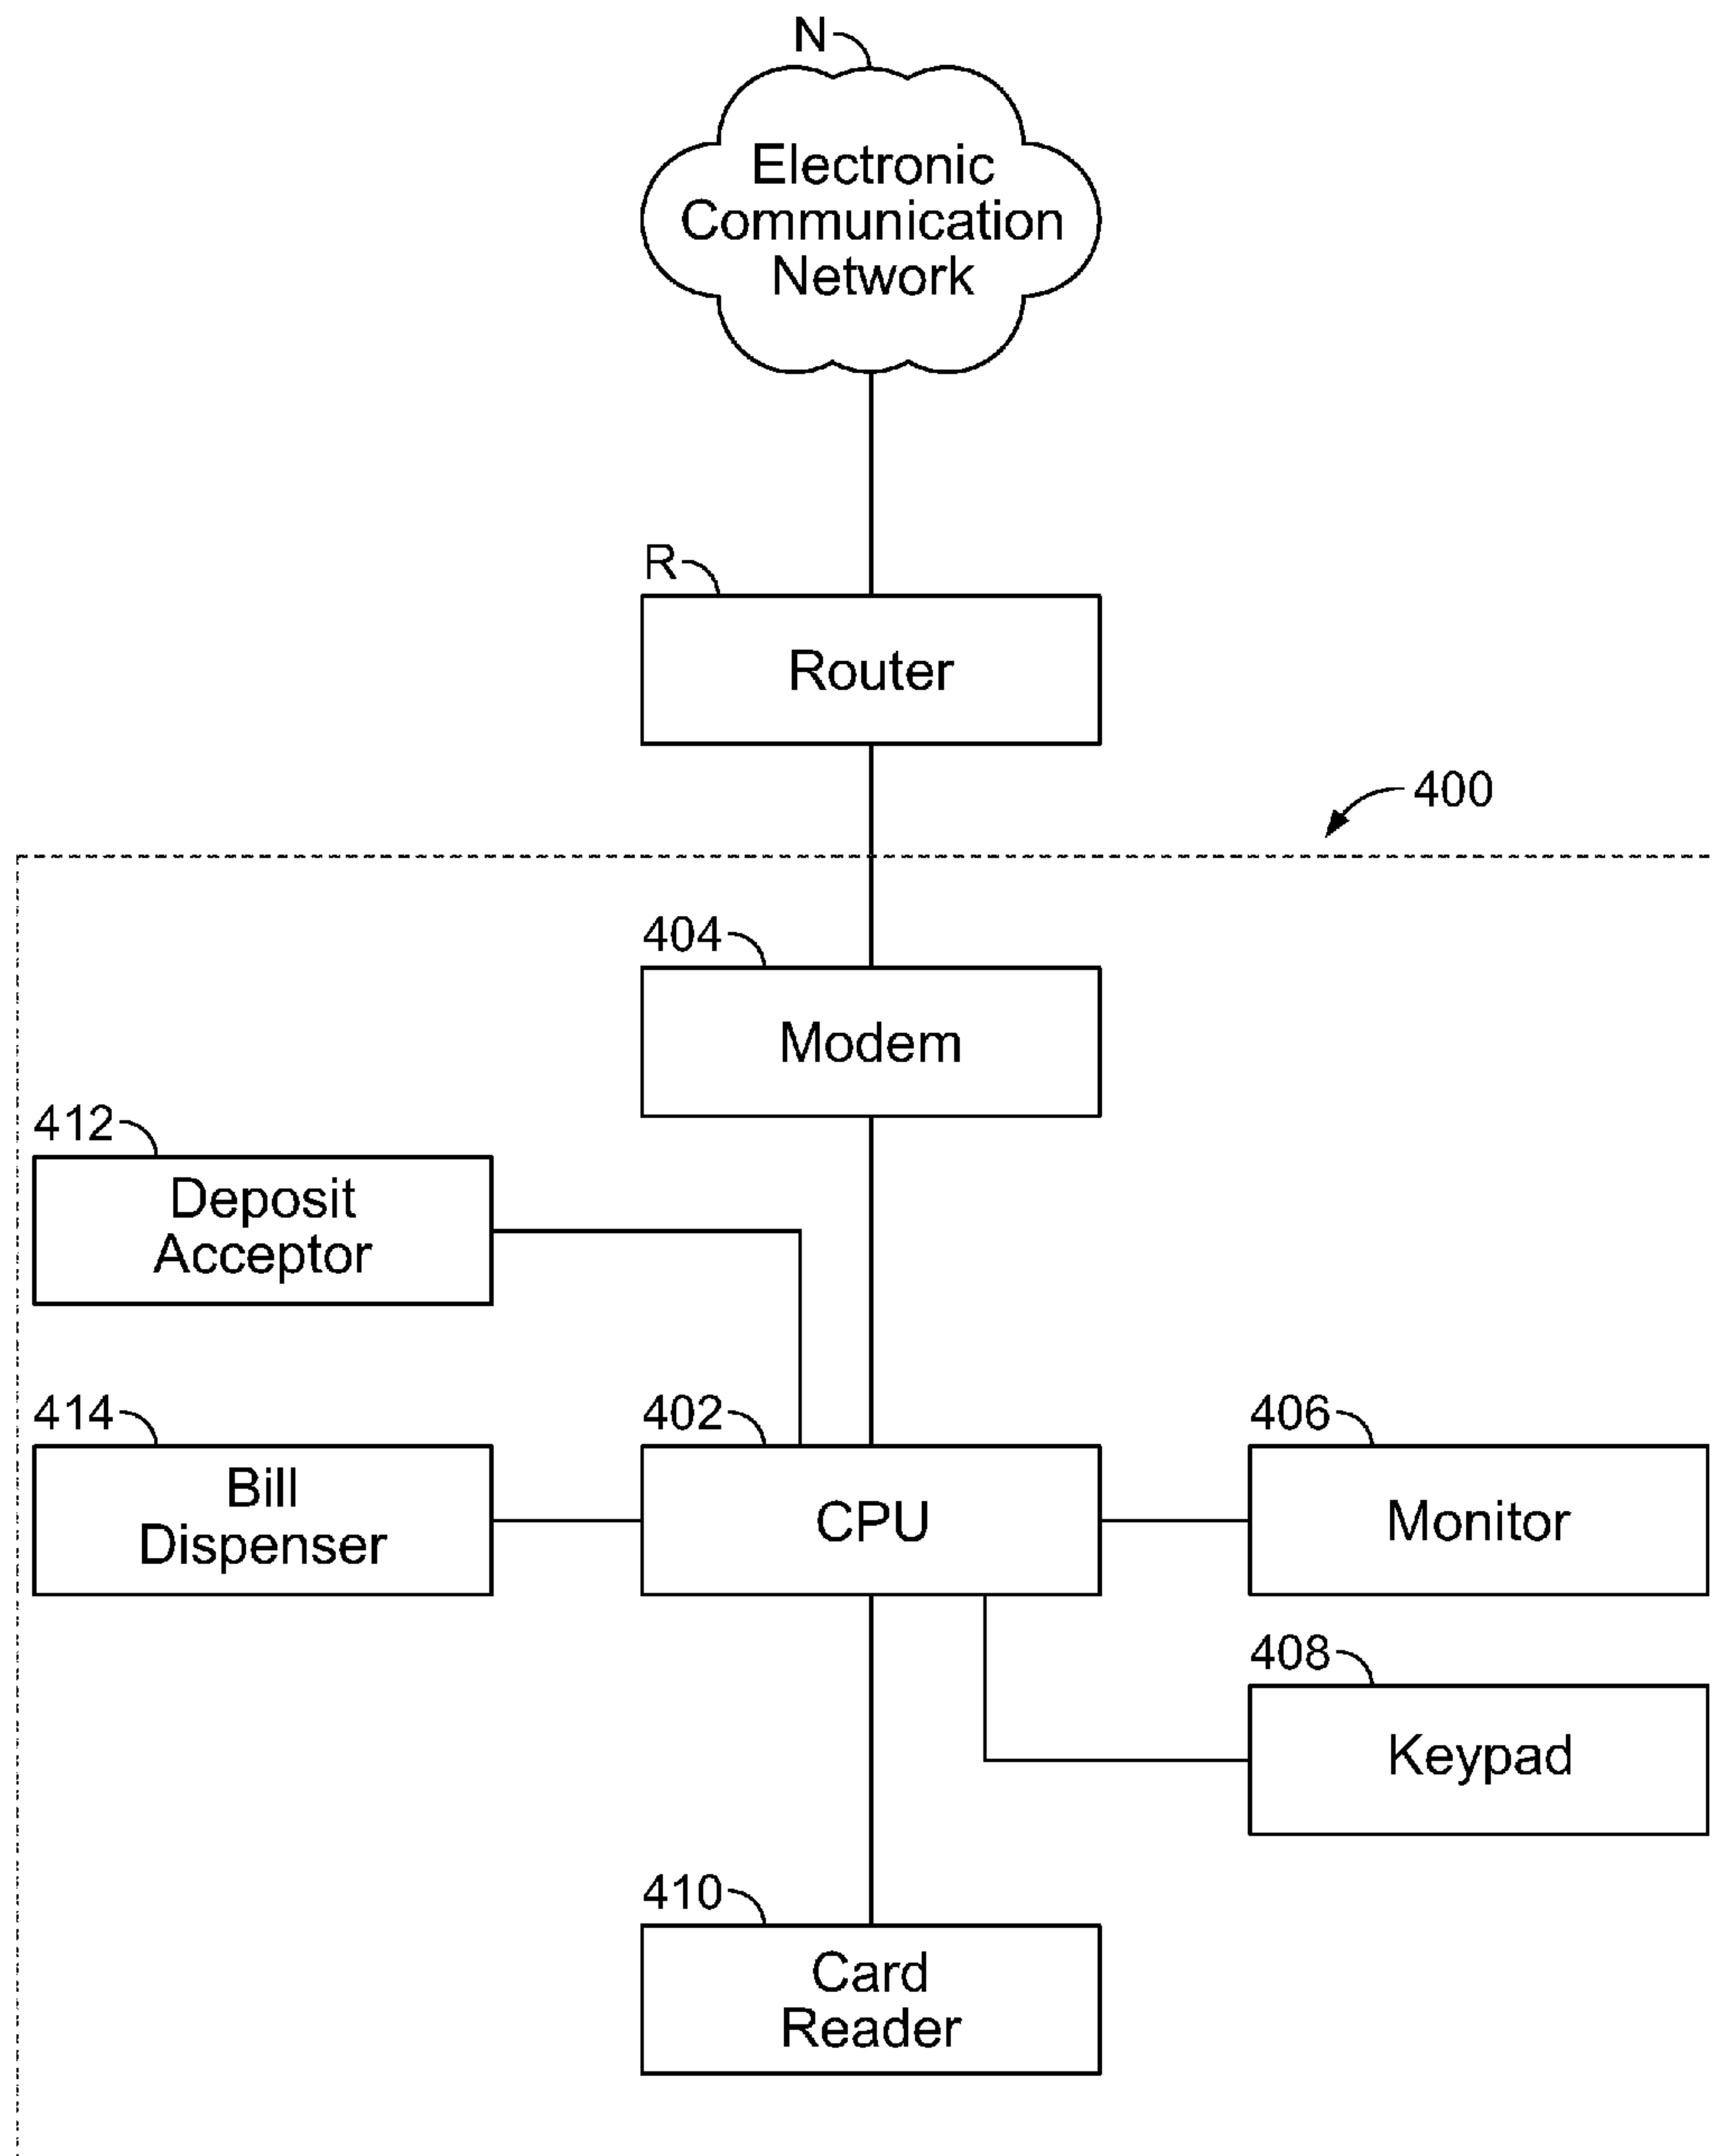 N
Electronic
Communication
Network
R
Router
400
404
Modem
412
Deposit
Acceptor
414
Bill
Dispenser
402
CPU
406
Monitor
408
Keypad
410
Card
Reader